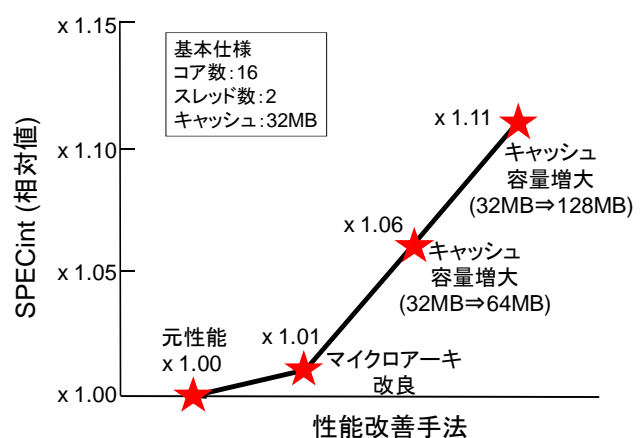 x 1.15
基本仕様
コア数：16
スレッド数：2
キャッシュ：32MB
x 1.11
x 1.10
キャッシュ
容量増大
(32MB⇒128MB)
SPECint (相対値)
x 1.06
キャッシュ
容量増大
(32MB⇒64MB)
x 1.05
元性能
x 1.00
x 1.01
マイクロアーキ
改良
x 1.00
性能改善手法